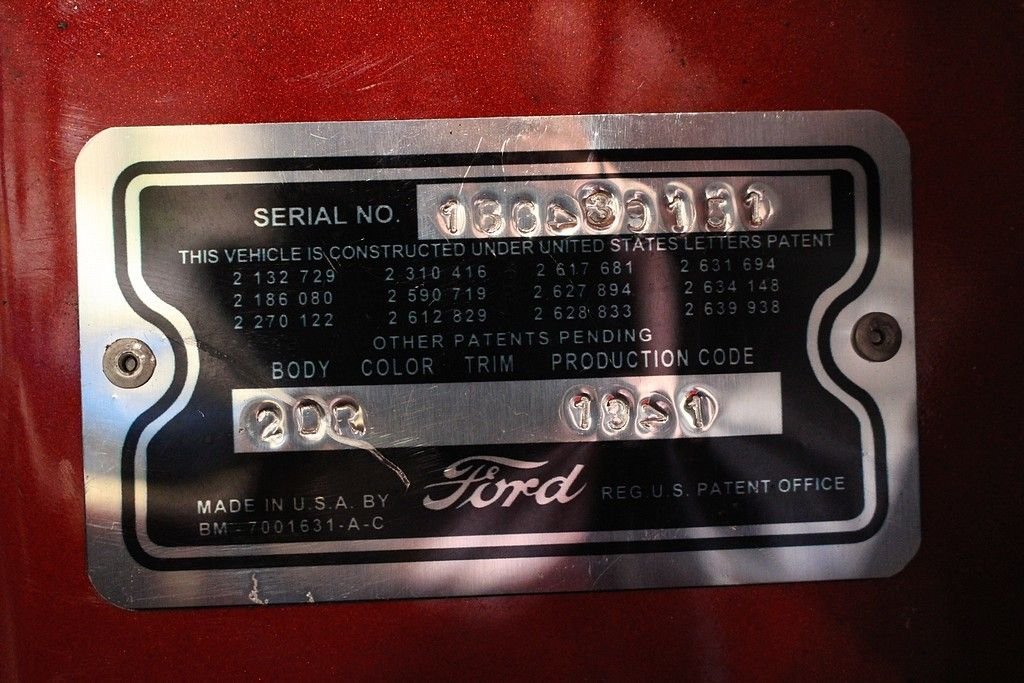 SERIAL NO.
THIS VEHICLE IS CONSTRUCTED UNDER UNITED STATES LETTERS PATENT
2 132 729 2 310 416 2 617 681 2 631 694
2 186 080 2 590 719 2 627 894 2 634 148
2 270 122 2 612 829 2 628 833 2 639 938
OTHER PATENTS PENDING
BODY COLOR TRIM PRODUCTION CODE
2DR 1941
MADE IN U.S.A. BY Ford REG. U.S. PATENT OFFICE
BM-7001631-A-C